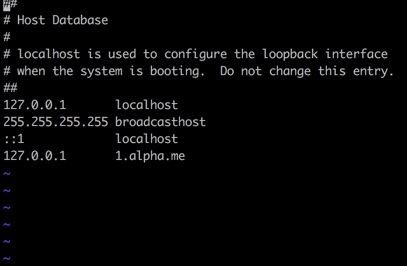 ##
# Host Database
#
# localhost is used to configure the loopback interface
# when the system is booting.  Do not change this entry.
##
127.0.0.1       localhost
255.255.255.255 broadcasthost
::1             localhost
127.0.0.1       1.alpha.me
~
~
~
~
~
~